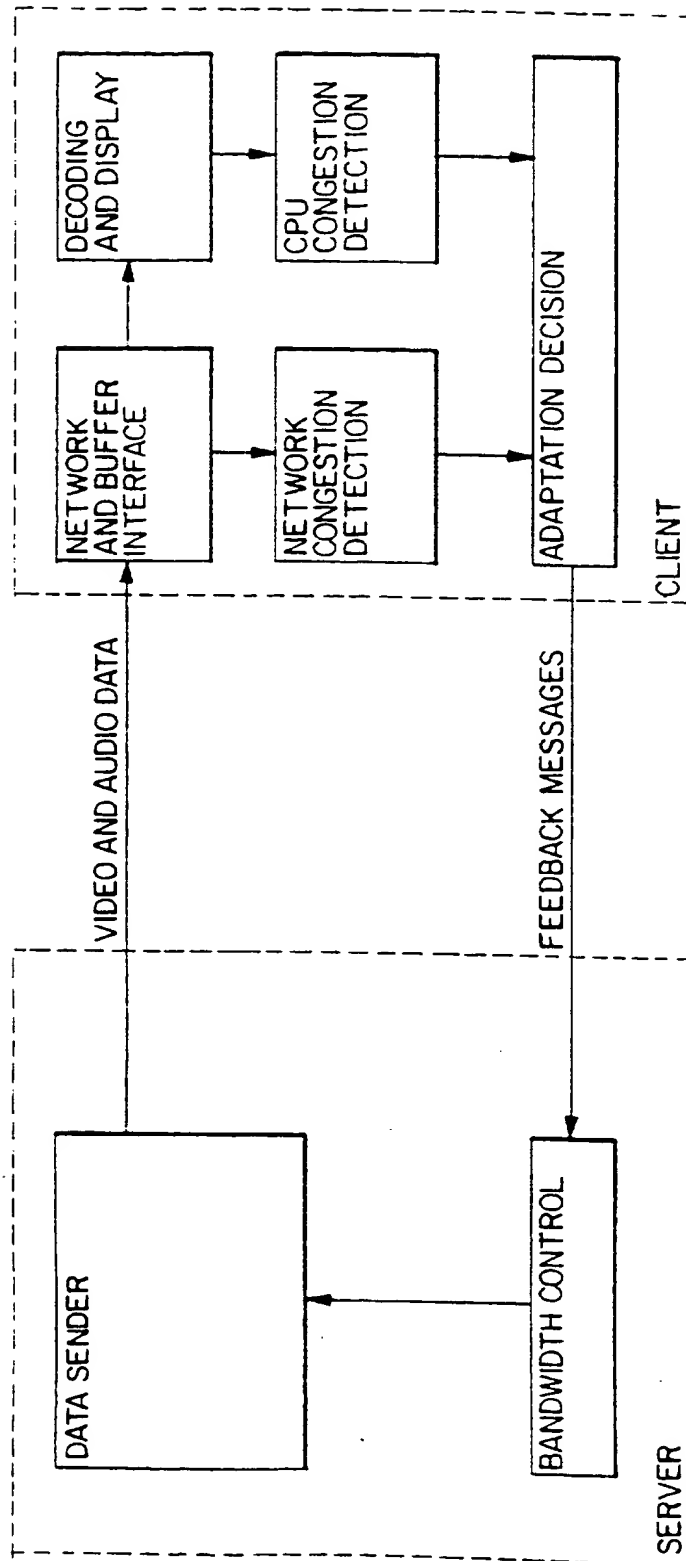 DATA SENDER
VIDEO AND AUDIO DATA
NETWORK
AND BUFFER
INTERFACE
DECODING
AND DISPLAY
NETWORK
CONGESTION
DETECTION
CPU
CONGESTION
DETECTION
BANDWIDTH CONTROL
FEEDBACK MESSAGES
ADAPTATION DECISION
SERVER
CLIENT